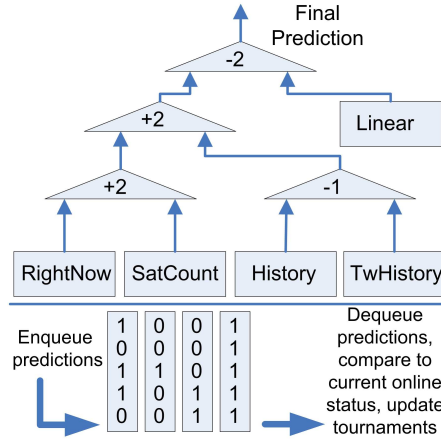 Final
Prediction
-2
+2
Linear
+2
-1
RightNow
SatCount
History
TwHistory
Enqueue
predictions
1 0 0 1
0 0 0 1
1 1 0 1
1 0 1 1
0 0 1 1
Dequeue
predictions,
compare to
current online
status, update
tournaments